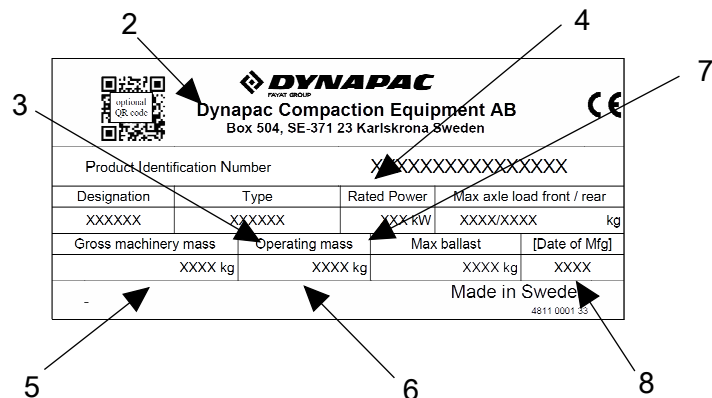 2
4
7
3
optional
QR code
DYNAPAC
FAYAT GROUP
Dynapac Compaction Equipment AB
Box 504, SE-371 23 Karlskrona Sweden
CE
Product Identification Number XXXXXXXXXXXXXXXXX
Designation Type Rated Power Max axle load front / rear
XXXXXX XXXXXX XXX kW XXXX/XXXX kg
Gross machinery mass Operating mass Max ballast [Date of Mfg]
XXXX kg XXXX kg XXXX kg XXXX
Made in Sweden
4811 0001 33
5
6
8